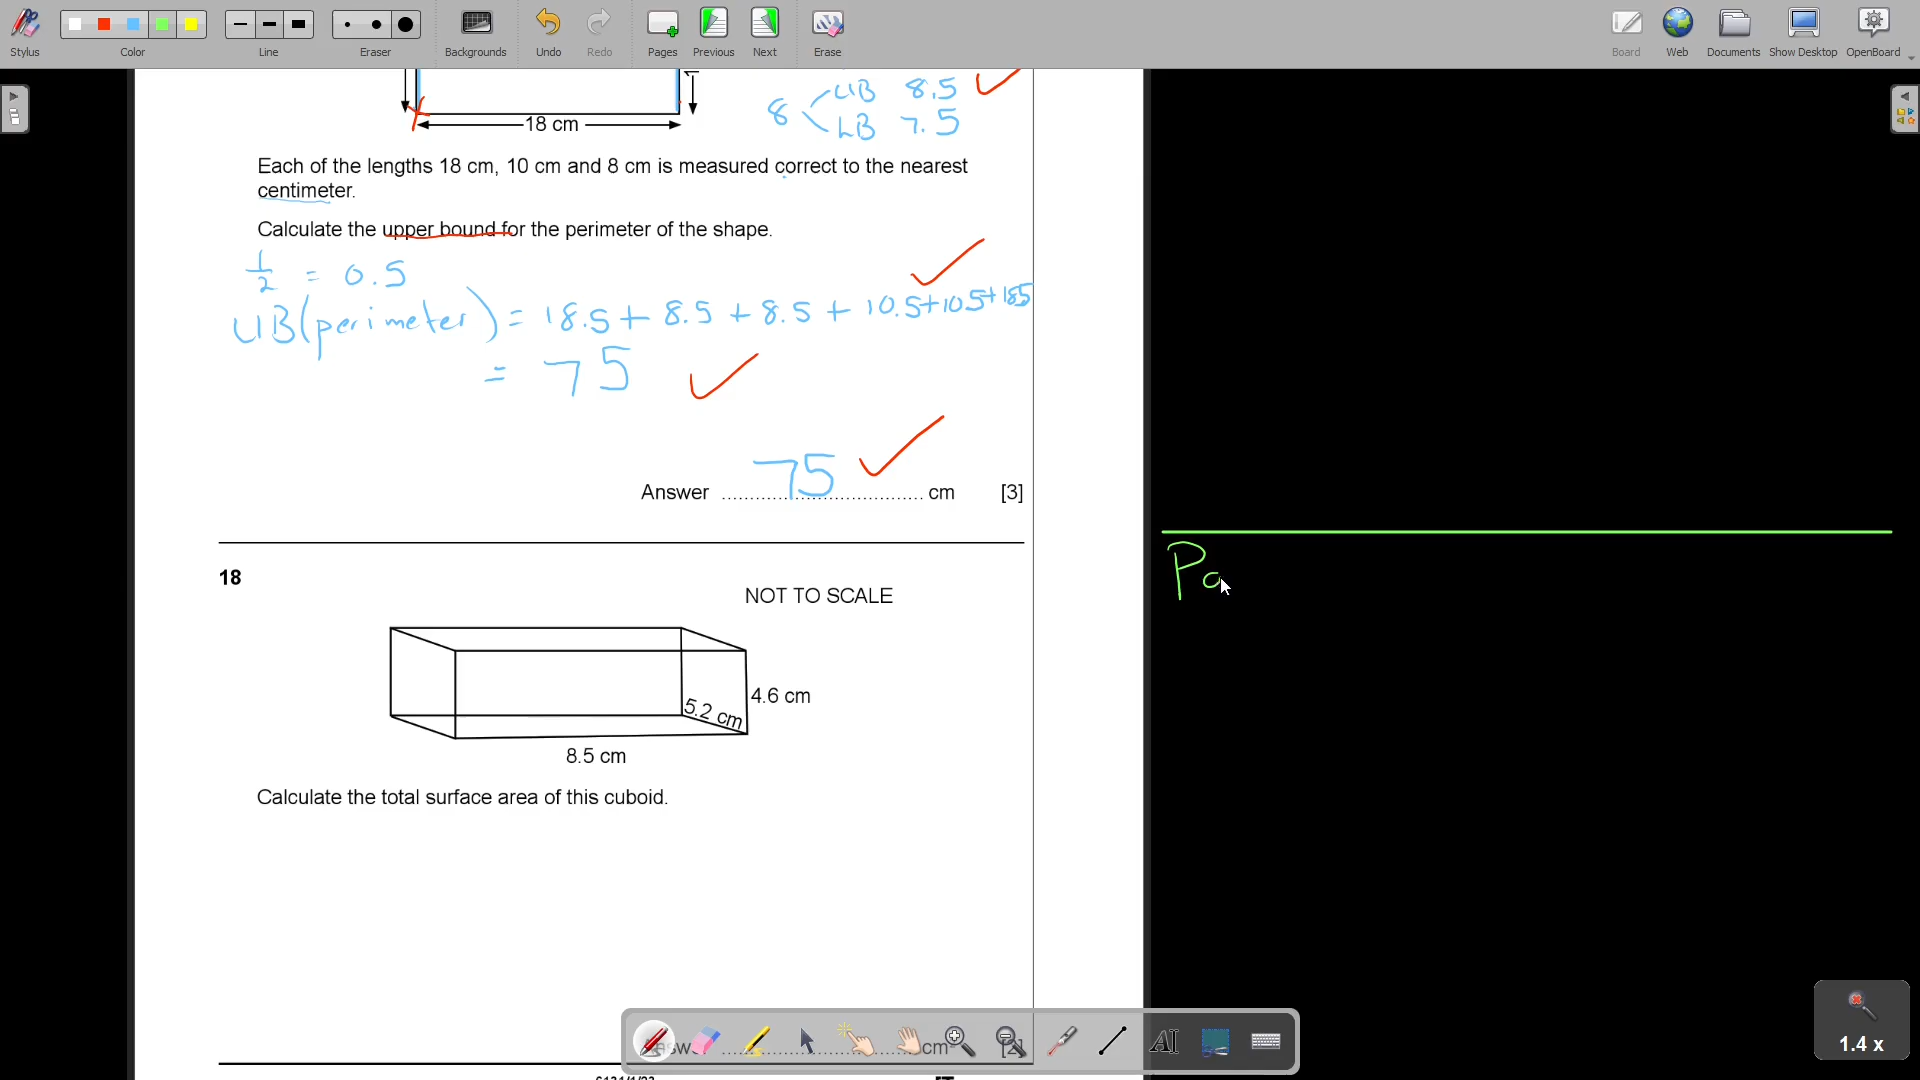 Stylus Color Line Eraser Backgrounds Undo Redo Pages Previous Next Erase Board Web Documents Show Desktop OpenBoard
8 UB 8.5
LB 7.5
18 cm
Each of the lengths 18 cm, 10 cm and 8 cm is measured correct to the nearest
centimeter.
Calculate the upper bound for the perimeter of the shape.
1/2 = 0.5
UB(perimeter) = 18.5 + 8.5 + 8.5 + 10.5 + 10.5 + 18.5
= 75
75
Answer ........................................ cm [3]
18
NOT TO SCALE
4.6 cm
5.2 cm
8.5 cm
Calculate the total surface area of this cuboid.
Pa
cm² [2]
1.4 x